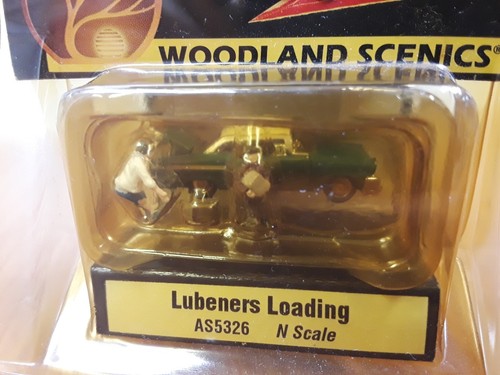 WOODLAND SCENICS®
Lubeners Loading
AS5326 N Scale